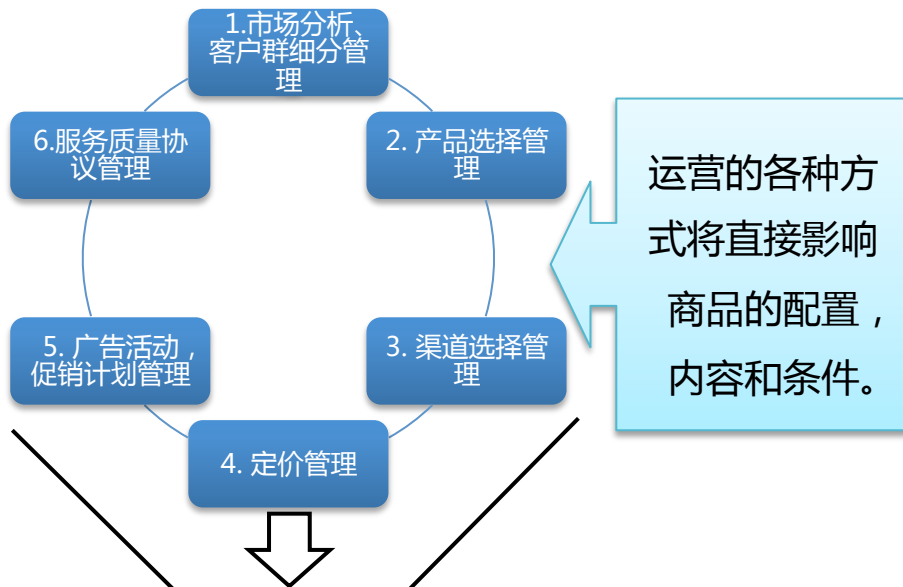 1.市场分析、
客户群细分管
理
2. 产品选择管
理
3. 渠道选择管
理
4. 定价管理
5. 广告活动，
促销计划管理
6.服务质量协
议管理
运营的各种方
式将直接影响
商品的配置，
内容和条件。